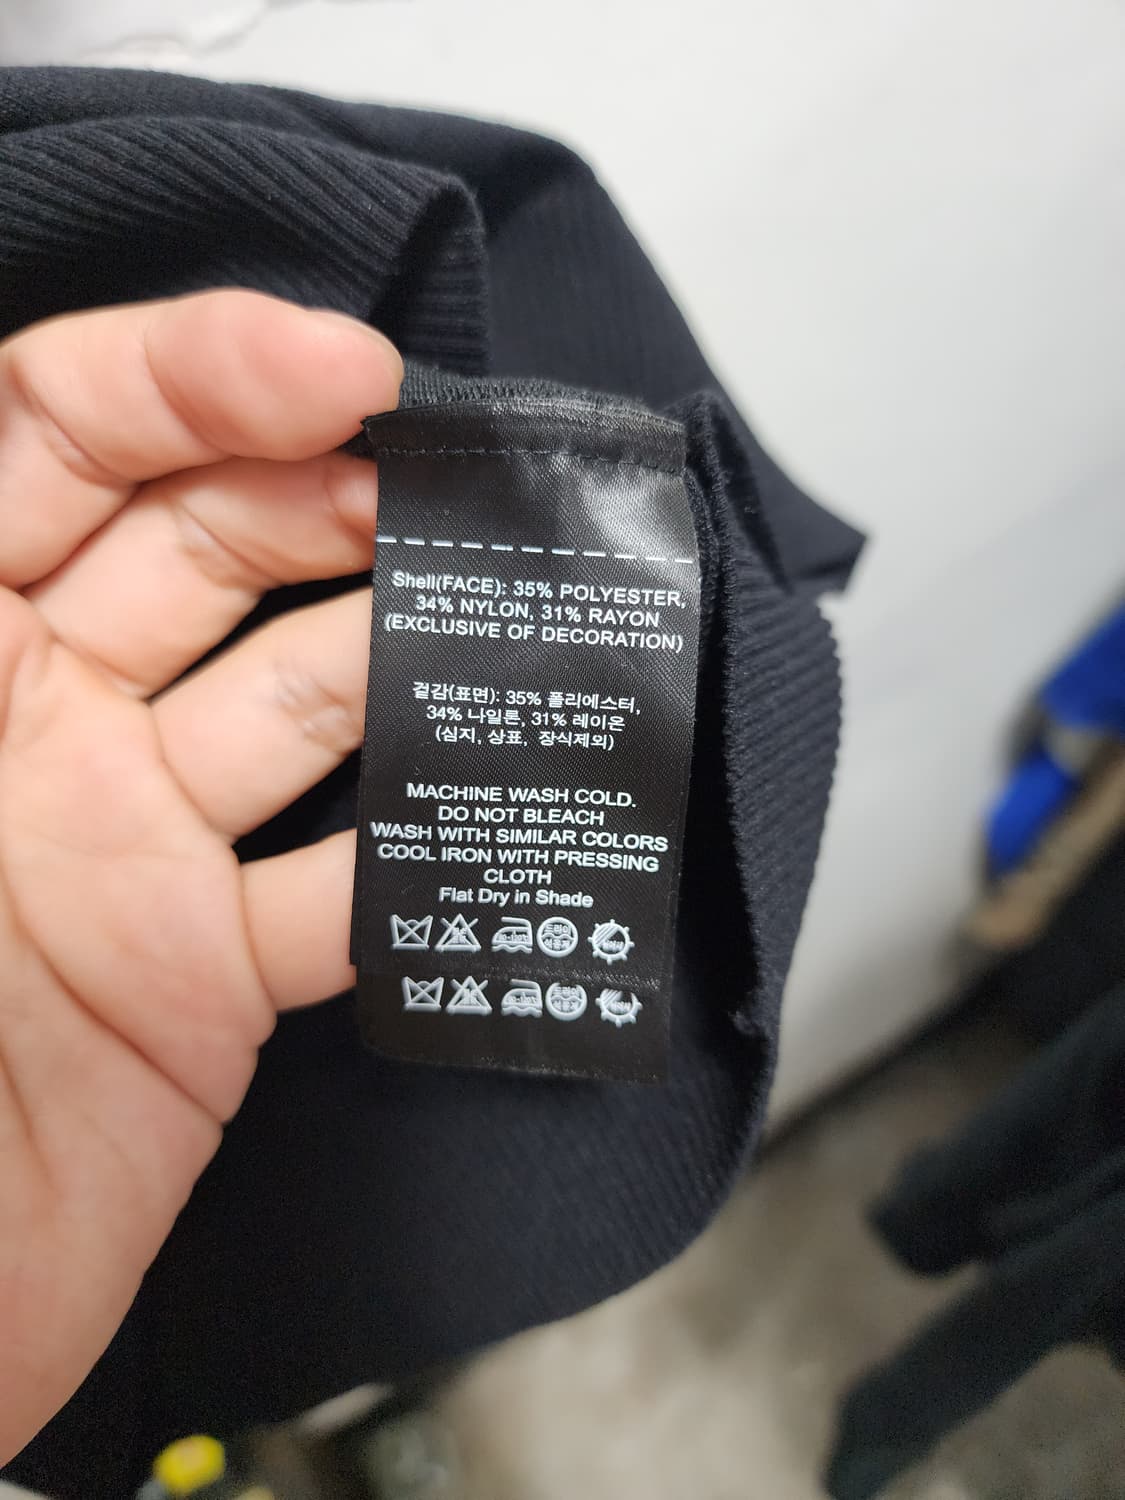 Shell(FACE): 35% POLYESTER,
34% NYLON, 31% RAYON
(EXCLUSIVE OF DECORATION)
겉감(표면): 35% 폴리에스터,
34% 나일론, 31% 레이온
(심지, 상표, 장식제외)
MACHINE WASH COLD.
DO NOT BLEACH
WASH WITH SIMILAR COLORS
COOL IRON WITH PRESSING
CLOTH
Flat Dry in Shade